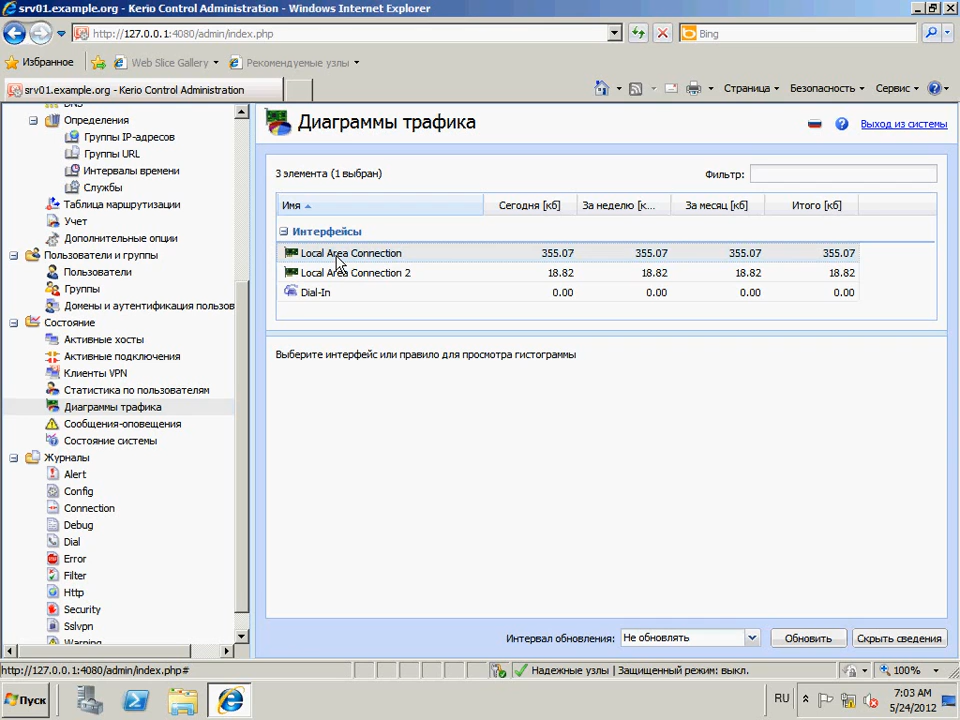 srv01.example.org - Kerio Control Administration - Windows Internet Explorer
http://127.0.0.1:4080/admin/index.php
Bing
Избранное
Web Slice Gallery
Рекомендуемые узлы
srv01.example.org - Kerio Control Administration
Страница
Безопасность
Сервис
DNS
Определения
Группы IP-адресов
Группы URL
Интервалы времени
Службы
Таблица маршрутизации
Учет
Дополнительные опции
Пользователи и группы
Пользователи
Группы
Домены и аутентификация пользов
Состояние
Активные хосты
Активные подключения
Клиенты VPN
Статистика по пользователям
Диаграммы трафика
Сообщения-оповещения
Состояние системы
Журналы
Alert
Config
Connection
Debug
Dial
Error
Filter
Http
Security
Sslvpn
Warning
Диаграммы трафика
Выход из системы
3 элемента (1 выбран)
Фильтр:
Имя Сегодня [кб] За неделю [к... За месяц [кб] Итого [кб]
Интерфейсы
Local Area Connection 355.07 355.07 355.07 355.07
Local Area Connection 2 18.82 18.82 18.82 18.82
Dial-In 0.00 0.00 0.00 0.00
Выберите интерфейс или правило для просмотра гистограммы
Интервал обновления: Не обновлять Обновить Скрыть сведения
http://127.0.0.1:4080/admin/index.php#
Надежные узлы | Защищенный режим: выкл.
100%
Пуск
RU
7:03 AM
5/24/2012